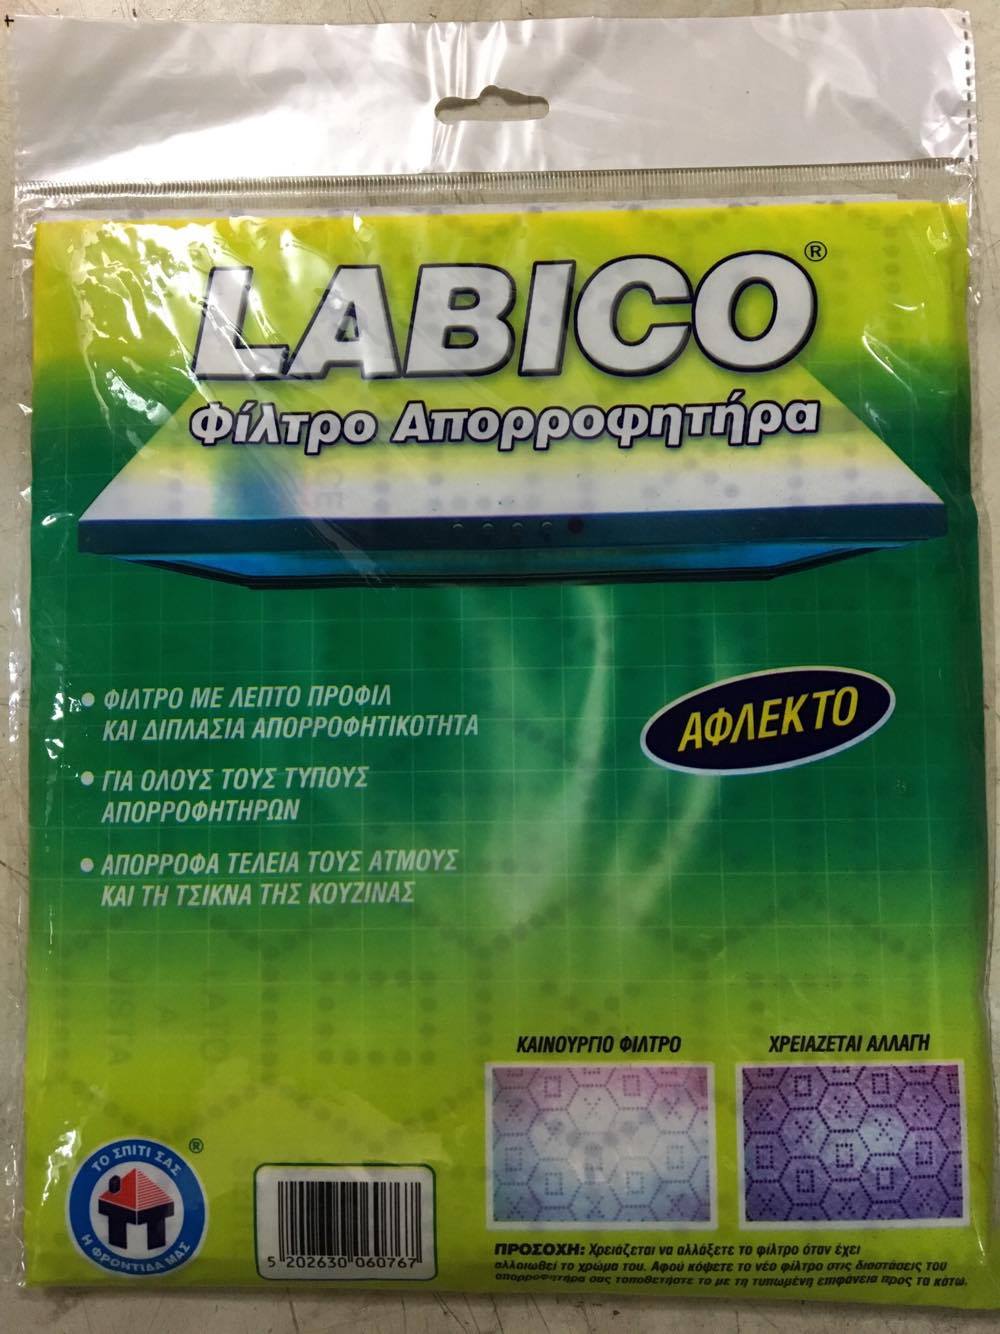 LABICO®
Φίλτρο Απορροφητήρα
• ΦΙΛΤΡΟ ΜΕ ΛΕΠΤΟ ΠΡΟΦΙΛ
ΚΑΙ ΔΙΠΛΑΣΙΑ ΑΠΟΡΡΟΦΗΤΙΚΟΤΗΤΑ
ΑΦΛΕΚΤΟ
• ΓΙΑ ΟΛΟΥΣ ΤΟΥΣ ΤΥΠΟΥΣ
ΑΠΟΡΡΟΦΗΤΗΡΩΝ
• ΑΠΟΡΡΟΦΑ ΤΕΛΕΙΑ ΤΟΥΣ ΑΤΜΟΥΣ
ΚΑΙ ΤΗ ΤΣΙΚΝΑ ΤΗΣ ΚΟΥΖΙΝΑΣ
ΚΑΙΝΟΥΡΓΙΟ ΦΙΛΤΡΟ
ΧΡΕΙΑΖΕΤΑΙ ΑΛΛΑΓΗ
ΤΟ ΣΠΙΤΙ ΣΑΣ ®
Η ΦΡΟΝΤΙΔΑ ΜΑΣ
5 202630 060767
ΠΡΟΣΟΧΗ: Χρειάζεται να αλλάξετε το φίλτρο όταν έχει
αλλοιωθεί το χρώμα του. Αφού κόψετε το νέο φίλτρο στις διαστάσεις του
απορροφητήρα σας τοποθετήστε το με τη τυπωμένη επιφάνεια προς τα κάτω.